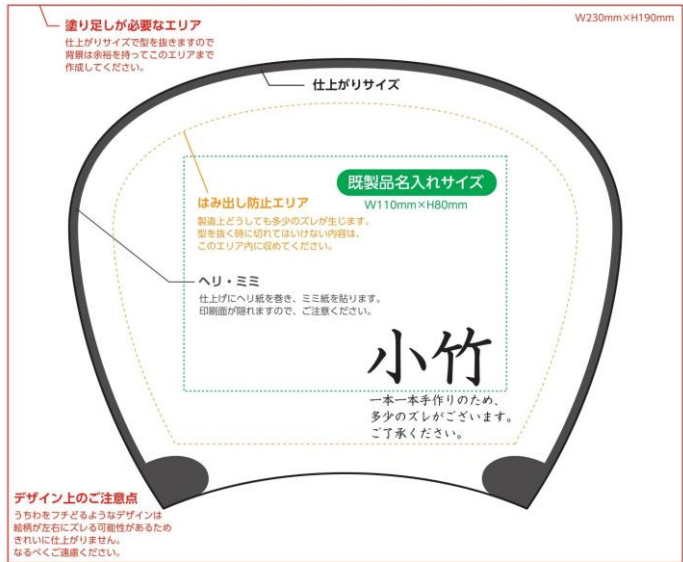 塗り足しが必要なエリア
仕上がりサイズで型を抜きますので
背景は余裕を持ってこのエリアまで
作成してください。
W230mm×H190mm
仕上がりサイズ
既製品名入れサイズ
W110mm×H80mm
はみ出し防止エリア
製造上どうしても多少のズレが生じます。
型を抜く時に切れてはいけない内容は、
このエリア内に収めてください。
ヘリ・ミミ
仕上げにヘリ紙を巻き、ミミ紙を貼ります。
印刷面が隠れますので、ご注意ください。
小竹
一本一本手作りのため、
多少のズレがございます。
ご了承ください。
デザイン上のご注意点
うちわをフチどるようなデザインは
絵柄が左右にズレる可能性があるため
きれいに仕上がりません。
なるべくご遠慮ください。